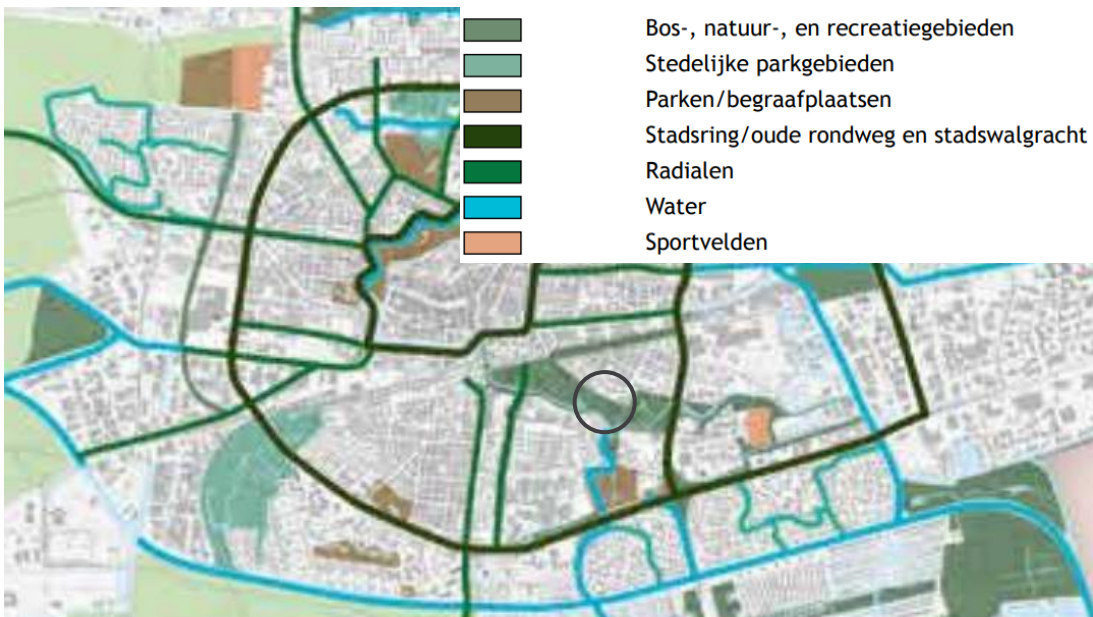 Bos-, natuur-, en recreatiegebieden
Stedelijke parkgebieden
Parken/begraafplaatsen
Stadsring/oude rondweg en stadswalgracht
Radialen
Water
Sportvelden